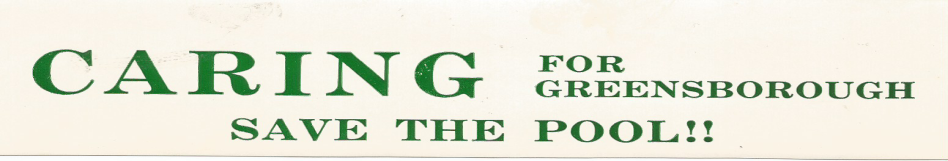 CARING FOR
GREENSBOROUGH
SAVE THE POOL!!